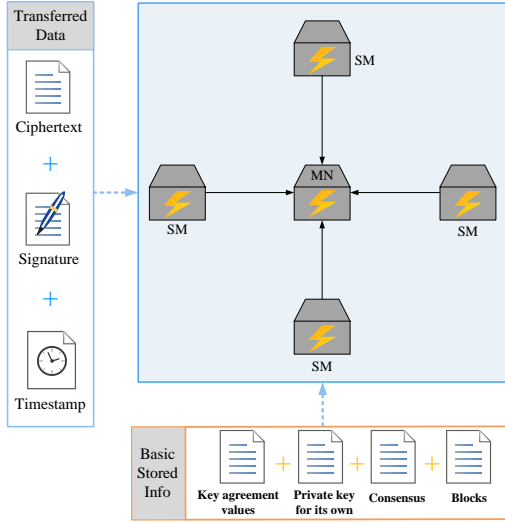 Transferred
Data
Ciphertext
Signature
Timestamp
SM
MN
SM
SM
SM
Basic
Stored
Info
Key agreement
values
Private key
for its own
Consensus
Blocks